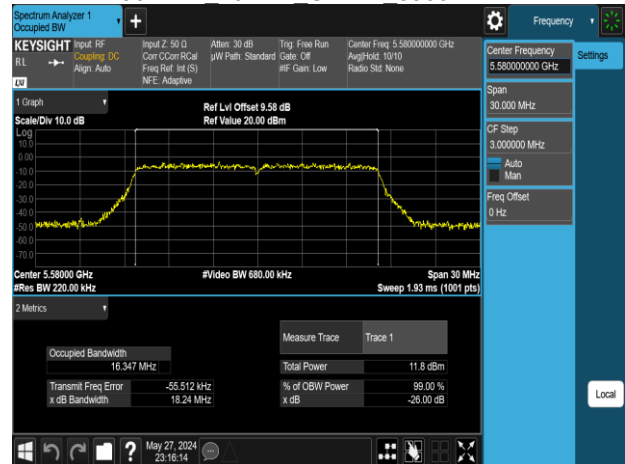 Spectrum Analyzer 1
Occupied BW
Frequency
KEYSIGHT
RL
LXI
Input: RF
Coupling: DC
Align: Auto
Input Z: 50 Ω
Corr CCorr RCal
Freq Ref: Int (S)
NFE: Adaptive
Atten: 30 dB
µW Path: Standard
Trig: Free Run
Gate: Off
#IF Gain: Low
Center Freq: 5.580000000 GHz
Avg|Hold: 10/10
Radio Std: None
Center Frequency
5.580000000 GHz
Settings
Span
30.000 MHz
CF Step
3.000000 MHz
Auto
Man
Freq Offset
0 Hz
1 Graph
Scale/Div 10.0 dB
Ref Lvl Offset 9.58 dB
Ref Value 20.00 dBm
Log
10.0
0.00
-10.0
-20.0
-30.0
-40.0
-50.0
-60.0
-70.0
Center 5.58000 GHz
#Video BW 680.00 kHz
Span 30 MHz
#Res BW 220.00 kHz
Sweep 1.93 ms (1001 pts)
2 Metrics
Measure Trace Trace 1
Occupied Bandwidth
16.347 MHz
Total Power 11.8 dBm
Transmit Freq Error -55.512 kHz
% of OBW Power 99.00 %
x dB Bandwidth 18.24 MHz
x dB -26.00 dB
Local
?
May 27, 2024
23:16:14